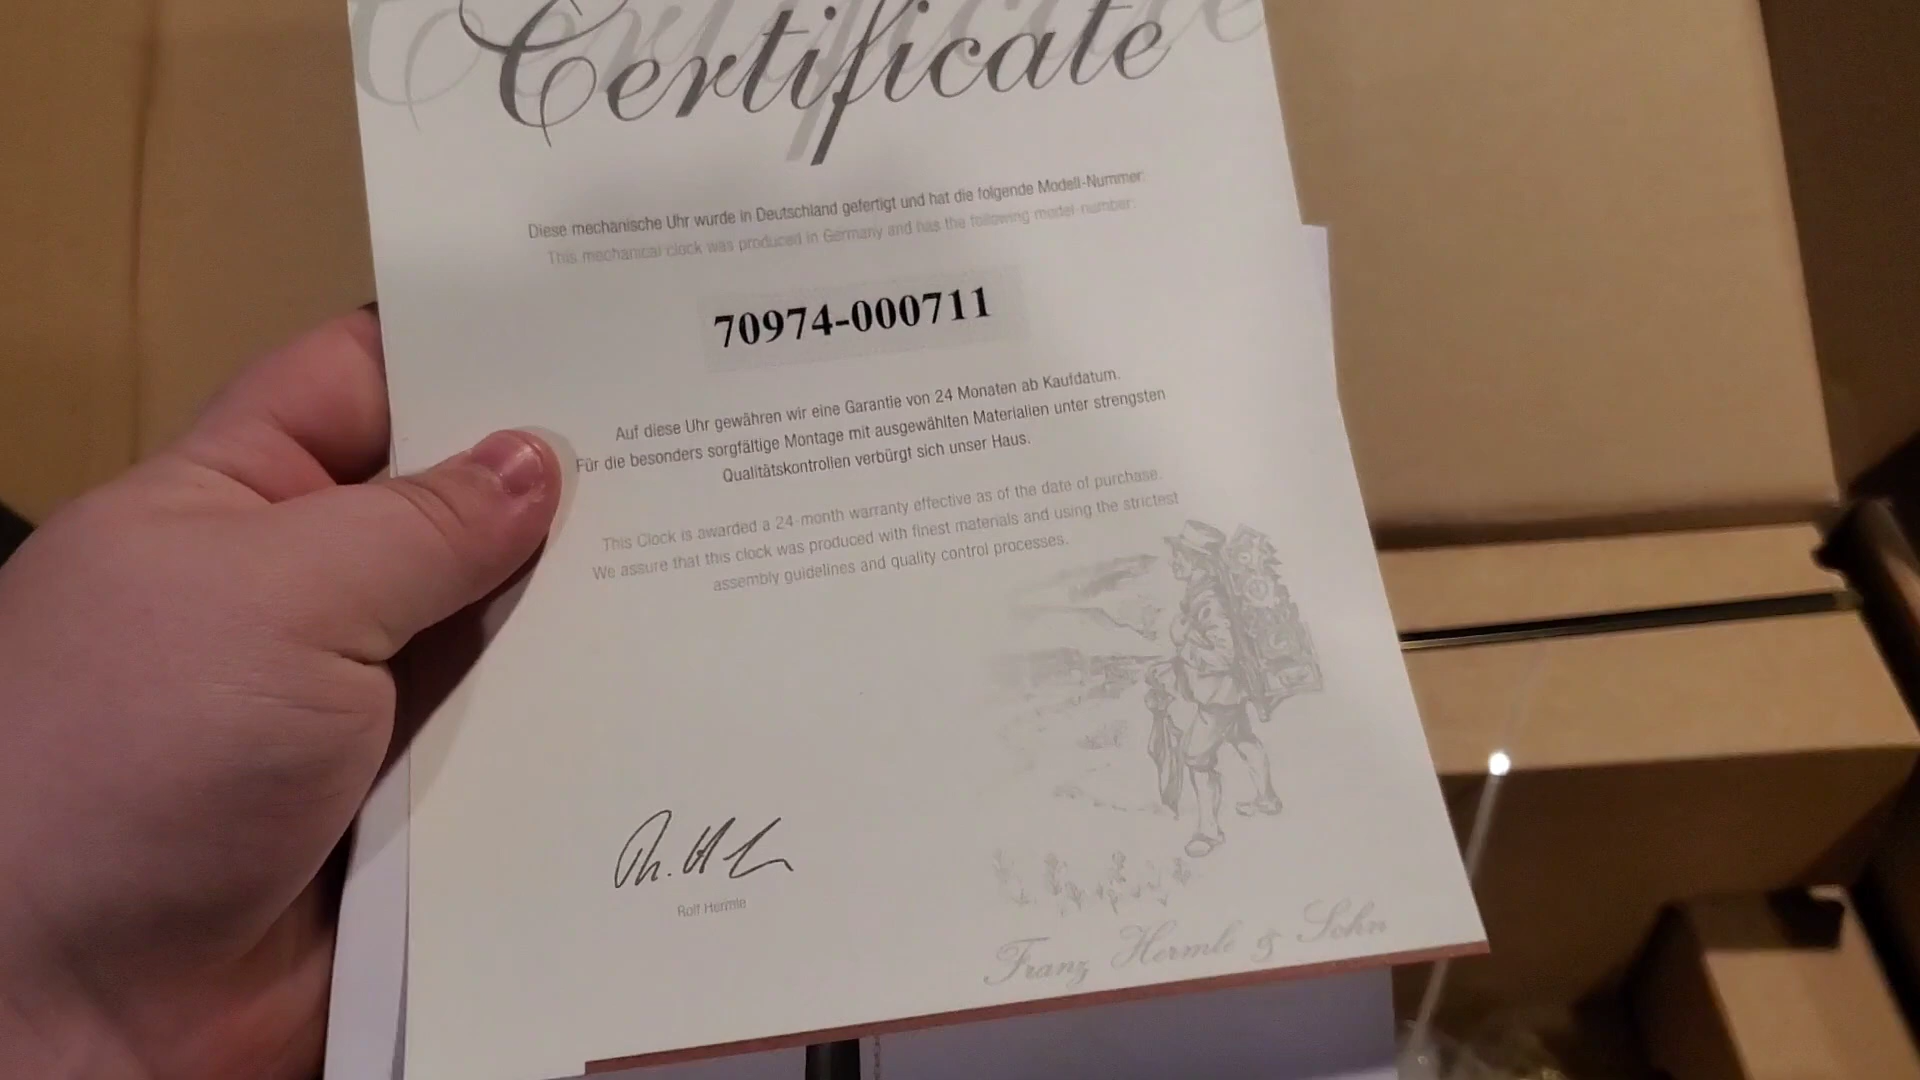 Certificate
Diese mechanische Uhr wurde in Deutschland gefertigt und hat die folgende Modell-Nummer:
This mechanical clock was produced in Germany and has the following model-number:
70974-000711
Auf diese Uhr gewähren wir eine Garantie von 24 Monaten ab Kaufdatum.
Für die besonders sorgfältige Montage mit ausgewählten Materialien unter strengsten
Qualitätskontrollen verbürgt sich unser Haus.
This Clock is awarded a 24-month warranty effective as of the date of purchase.
We assure that this clock was produced with finest materials and using the strictest
assembly guidelines and quality control processes.
Rolf Hermle
Franz Hermle & Sohn